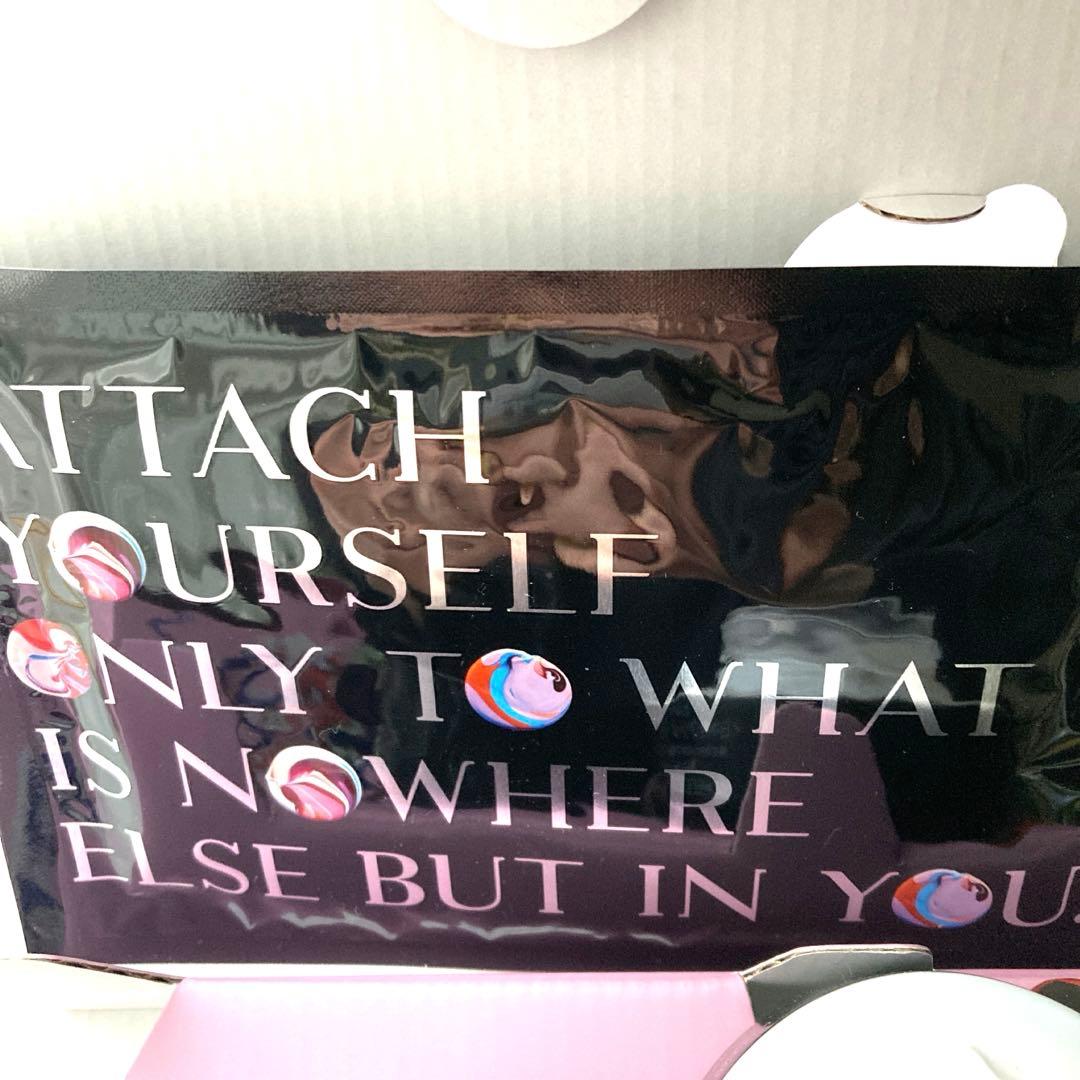 ATTACH
YOURSELF
ONLY TO WHAT
IS NOWHERE
ELSE BUT IN YOU.